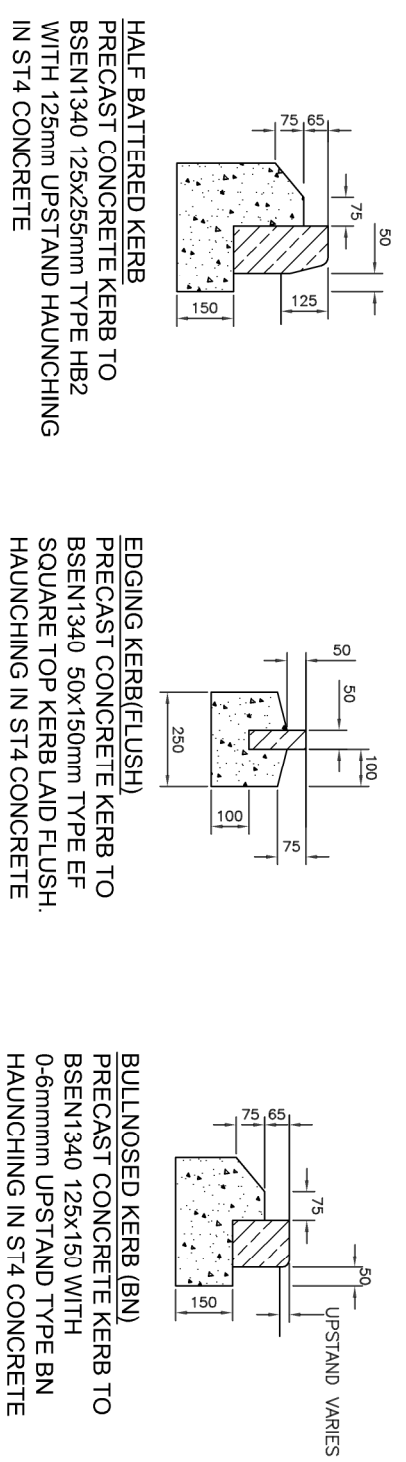 50
75
75 65
125
150
HALF BATTERED KERB
PRECAST CONCRETE KERB TO
BSEN1340 125x255mm TYPE HB2
WITH 125mm UPSTAND HAUNCHING
IN ST4 CONCRETE
50
50
100
75
100
250
EDGING KERB(FLUSH)
PRECAST CONCRETE KERB TO
BSEN1340 50x150mm TYPE EF
SQUARE TOP KERB LAID FLUSH.
HAUNCHING IN ST4 CONCRETE
UPSTAND VARIES
50
75
75 65
150
BULLNOSED KERB (BN)
PRECAST CONCRETE KERB TO
BSEN1340 125x150 WITH
0-6mmm UPSTAND TYPE BN
HAUNCHING IN ST4 CONCRETE